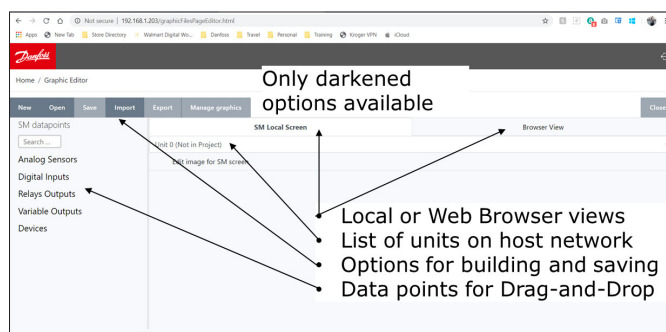 Not secure | 192.168.1.203/graphicFilesPageEditor.html
Apps New Tab Store Directory Walmart Digital Wo... Danfoss Travel Personal Training Kroger VPN iCloud
Danfoss
Home / Graphic Editor
Only darkened
options available
New Open Save Import Export Manage graphics Close
SM datapoints
SM Local Screen Browser View
Search ...
Unit 0 (Not in Project)
Analog Sensors
Edit image for SM screen
Digital Inputs
Relays Outputs
Variable Outputs
Devices
• Local or Web Browser views
• List of units on host network
• Options for building and saving
• Data points for Drag-and-Drop